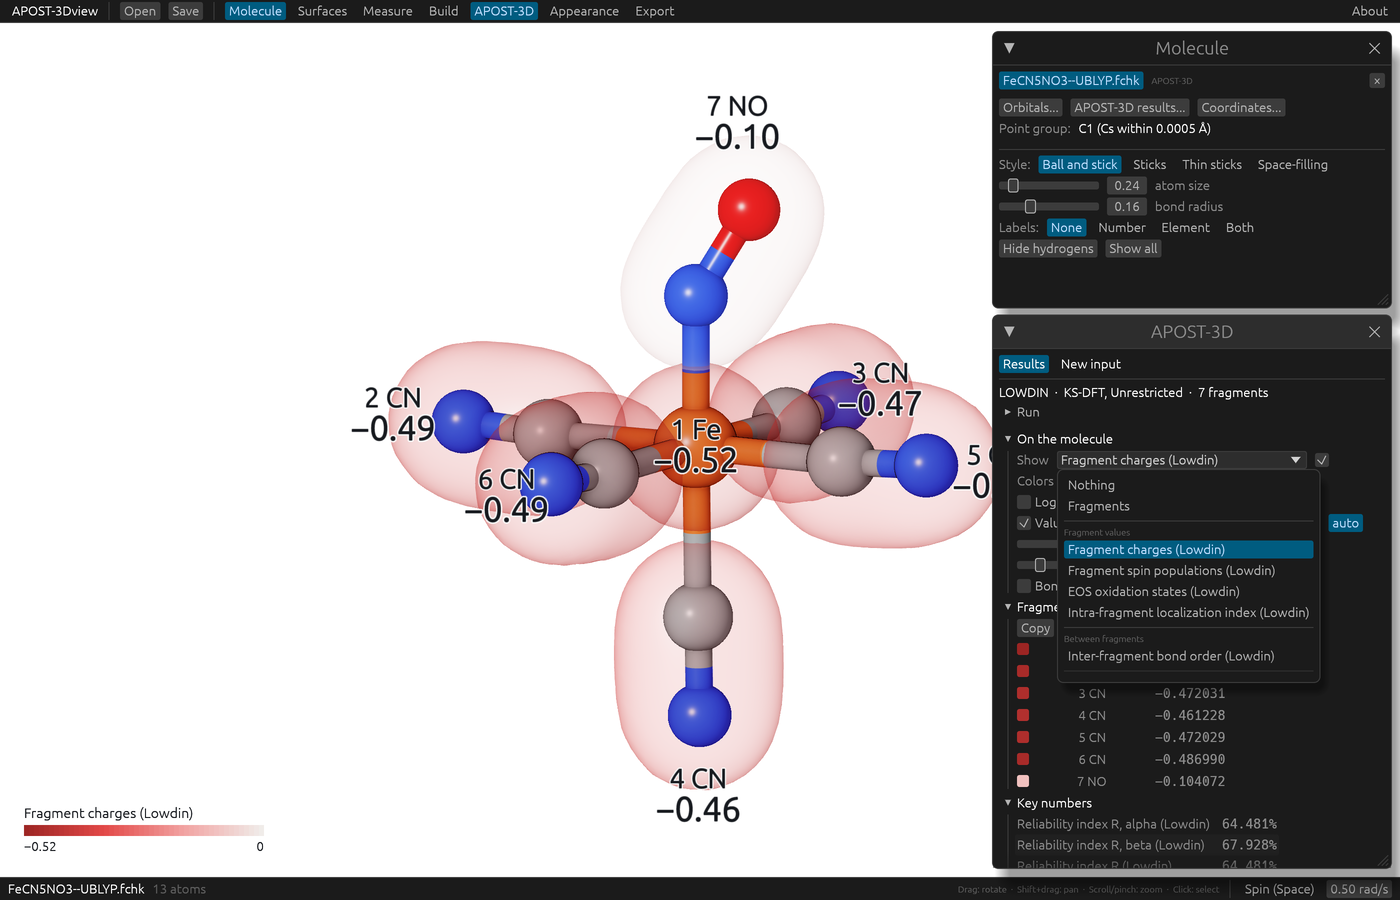 APOST-3Dview Open Save Molecule Surfaces Measure Build APOST-3D Appearance Export About
7 NO
−0.10
2 CN
−0.49
3 CN
−0.47
1 Fe
−0.52
6 CN
−0.49
5
−0
4 CN
−0.46
Fragment charges (Lowdin)
−0.52 0
Molecule
FeCN5NO3--UBLYP.fchk APOST-3D x
Orbitals... APOST-3D results... Coordinates...
Point group: C1 (Cs within 0.0005 Å)
Style: Ball and stick Sticks Thin sticks Space-filling
0.24 atom size
0.16 bond radius
Labels: None Number Element Both
Hide hydrogens Show all
APOST-3D
Results New input
LOWDIN · KS-DFT, Unrestricted · 7 fragments
Run
On the molecule
Show Fragment charges (Lowdin)
Colors
Log
Valu auto
Bon
Nothing
Fragments
Fragment values
Fragment charges (Lowdin)
Fragment spin populations (Lowdin)
EOS oxidation states (Lowdin)
Intra-fragment localization index (Lowdin)
Between fragments
Inter-fragment bond order (Lowdin)
Fragme
Copy
3 CN −0.472031
4 CN −0.461228
5 CN −0.472029
6 CN −0.486990
7 NO −0.104072
Key numbers
Reliability index R, alpha (Lowdin) 64.481%
Reliability index R, beta (Lowdin) 67.928%
Reliability index R (Lowdin) 64.481%
FeCN5NO3--UBLYP.fchk 13 atoms Drag: rotate · Shift+drag: pan · Scroll/pinch: zoom · Click: select Spin (Space) 0.50 rad/s